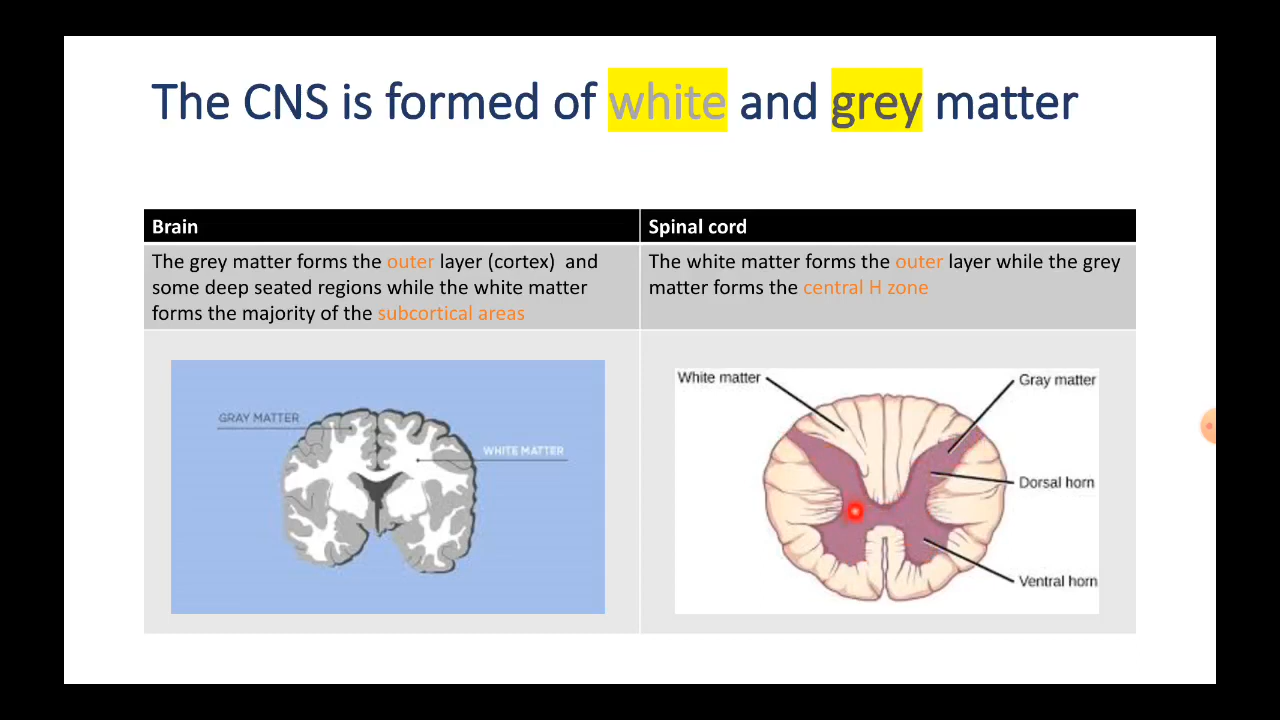 The CNS is formed of white and grey matter
Brain
The grey matter forms the outer layer (cortex) and
some deep seated regions while the white matter
forms the majority of the subcortical areas
Spinal cord
The white matter forms the outer layer while the grey
matter forms the central H zone
GRAY MATTER
WHITE MATTER
White matter
Gray matter
Dorsal horn
Ventral horn